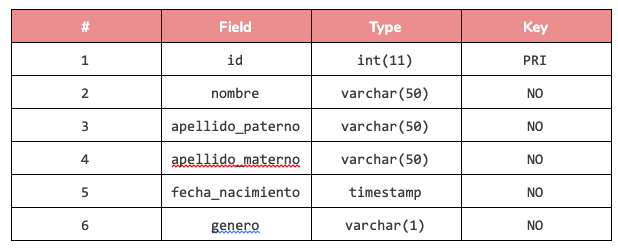 # Field Type Key
1 id int(11) PRI
2 nombre varchar(50) NO
3 apellido_paterno varchar(50) NO
4 apellido_materno varchar(50) NO
5 fecha_nacimiento timestamp NO
6 genero varchar(1) NO